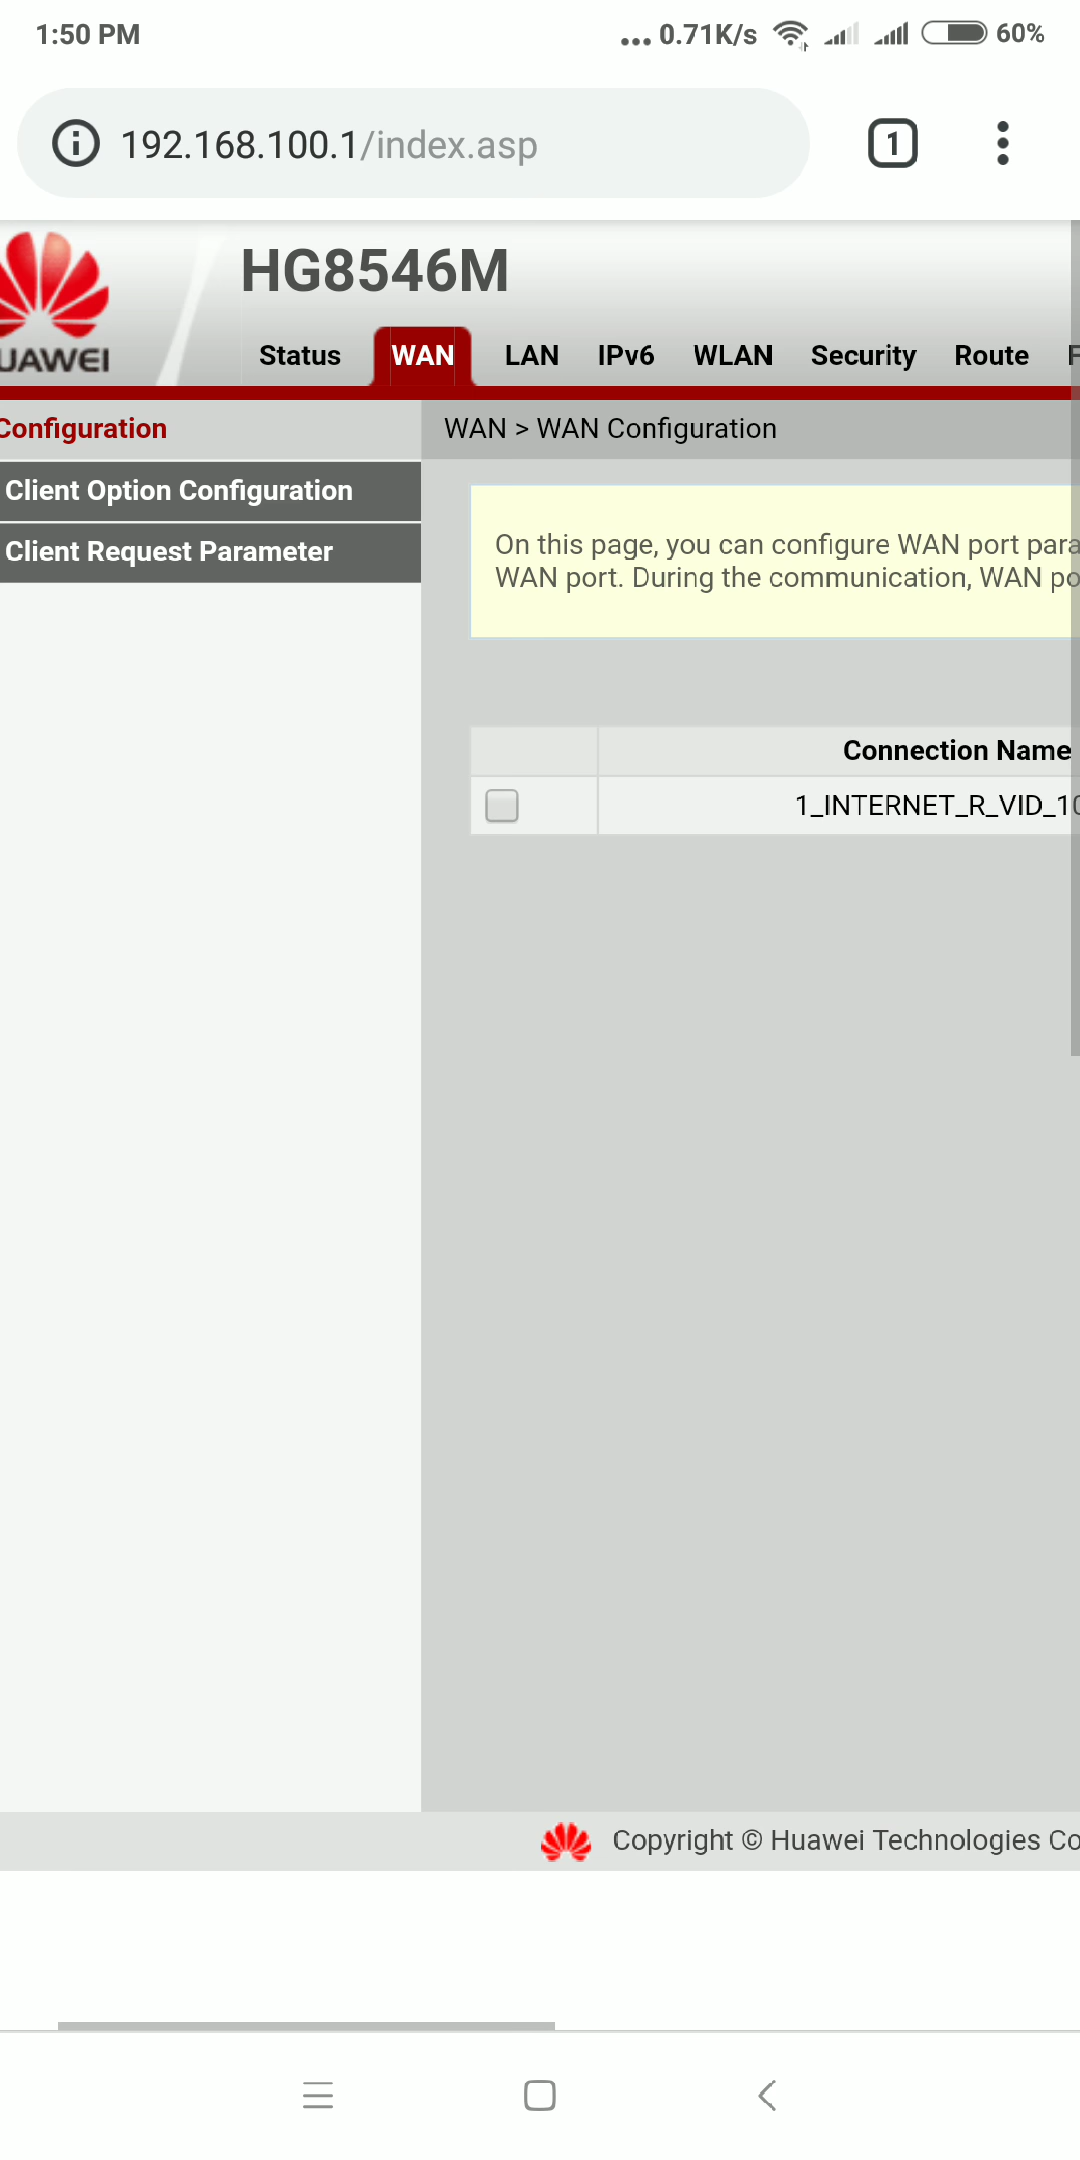 1:50 PM
... 0.71K/s
60%
192.168.100.1/index.asp
1
HG8546M
UAWEI
Status WAN LAN IPv6 WLAN Security Route
Configuration
WAN > WAN Configuration
Client Option Configuration
Client Request Parameter
On this page, you can configure WAN port para
WAN port. During the communication, WAN po
Connection Name
1_INTERNET_R_VID_10
Copyright © Huawei Technologies Co